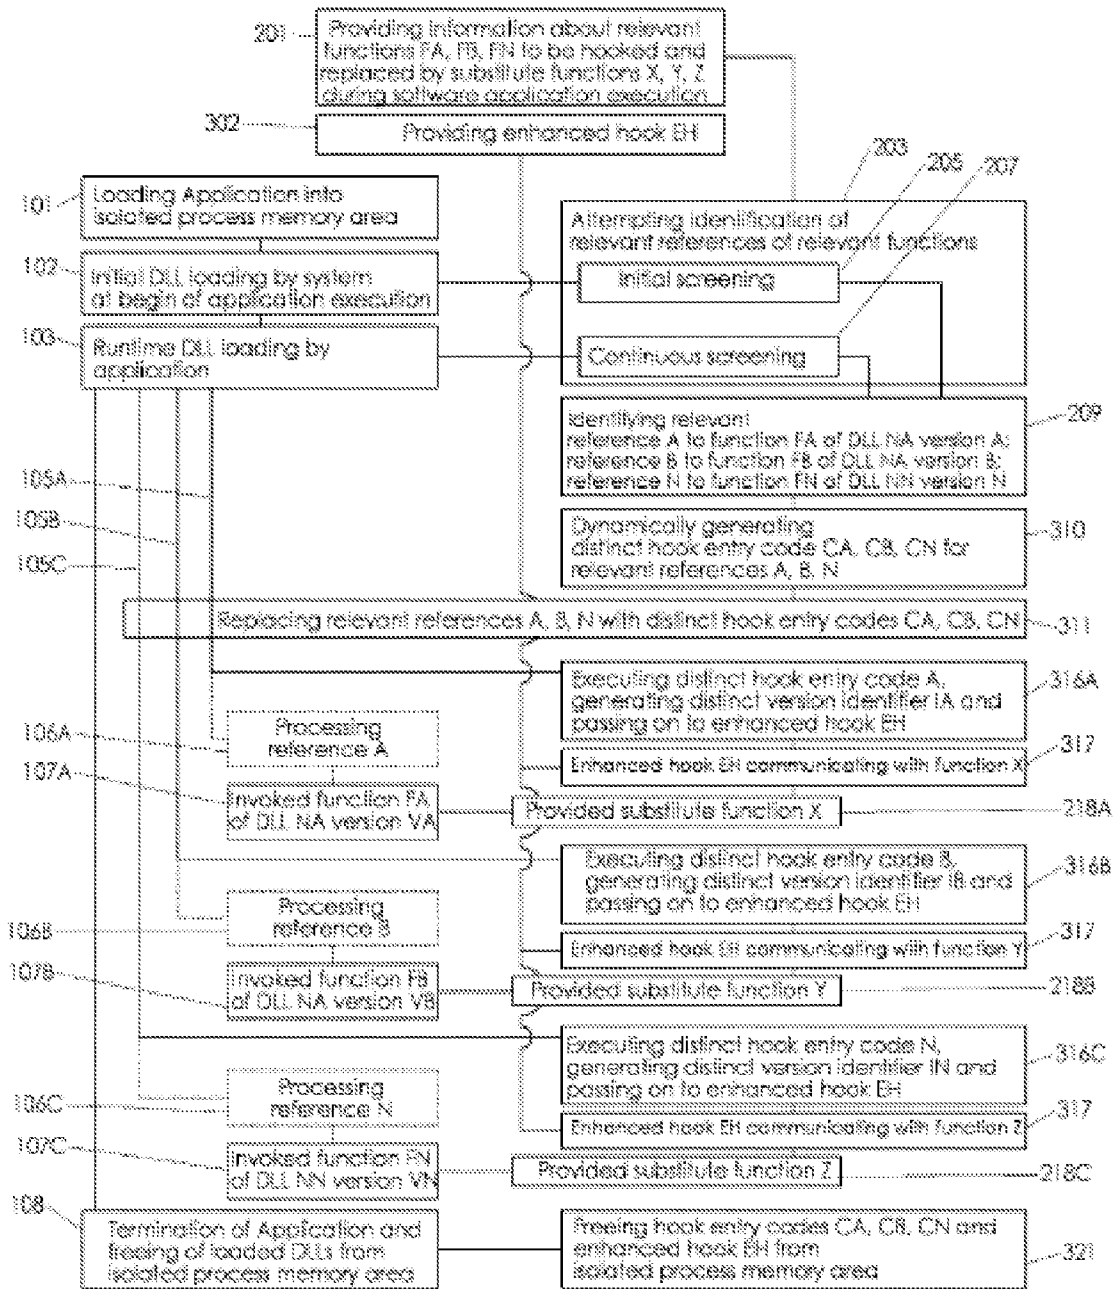 201
Providing information about relevant
functions FA, FB, FN to be hooked and
replaced by substitute functions X, Y, Z
during software application execution
302
Providing enhanced hook EH
203
205
207
101
Loading Application into
isolated process memory area
Attempting identification of
relevant references of relevant functions
102
Initial DLL loading by system
at begin of application execution
Initial screening
103
Runtime DLL loading by
application
Continuous screening
Identifying relevant
reference A to function FA of DLL NA version A;
reference B to function FB of DLL NA version B;
reference N to function FN of DLL NN version N
209
105A
105B
105C
Dynamically generating
distinct hook entry code CA, CB, CN for
relevant references A, B, N
310
Replacing relevant references A, B, N with distinct hook entry codes CA, CB, CN
311
Executing distinct hook entry code A,
generating distinct version identifier IA and
passing on to enhanced hook EH
316A
106A
Processing
reference A
Enhanced hook EH communicating with function X
317
107A
Invoked function FA
of DLL NA version VA
Provided substitute function X
218A
Executing distinct hook entry code B,
generating distinct version identifier IB and
passing on to enhanced hook EH
316B
106B
Processing
reference B
Enhanced hook EH communicating with function Y
317
107B
Invoked function FB
of DLL NA version VB
Provided substitute function Y
218B
Executing distinct hook entry code N,
generating distinct version identifier IN and
passing on to enhanced hook EH
316C
106C
Processing
reference N
Enhanced hook EH communicating with function Z
317
107C
Invoked function FN
of DLL NN version VN
Provided substitute function Z
218C
108
Termination of Application and
freeing of loaded DLLs from
isolated process memory area
Freeing hook entry codes CA, CB, CN and
enhanced hook EH from
isolated process memory area
321